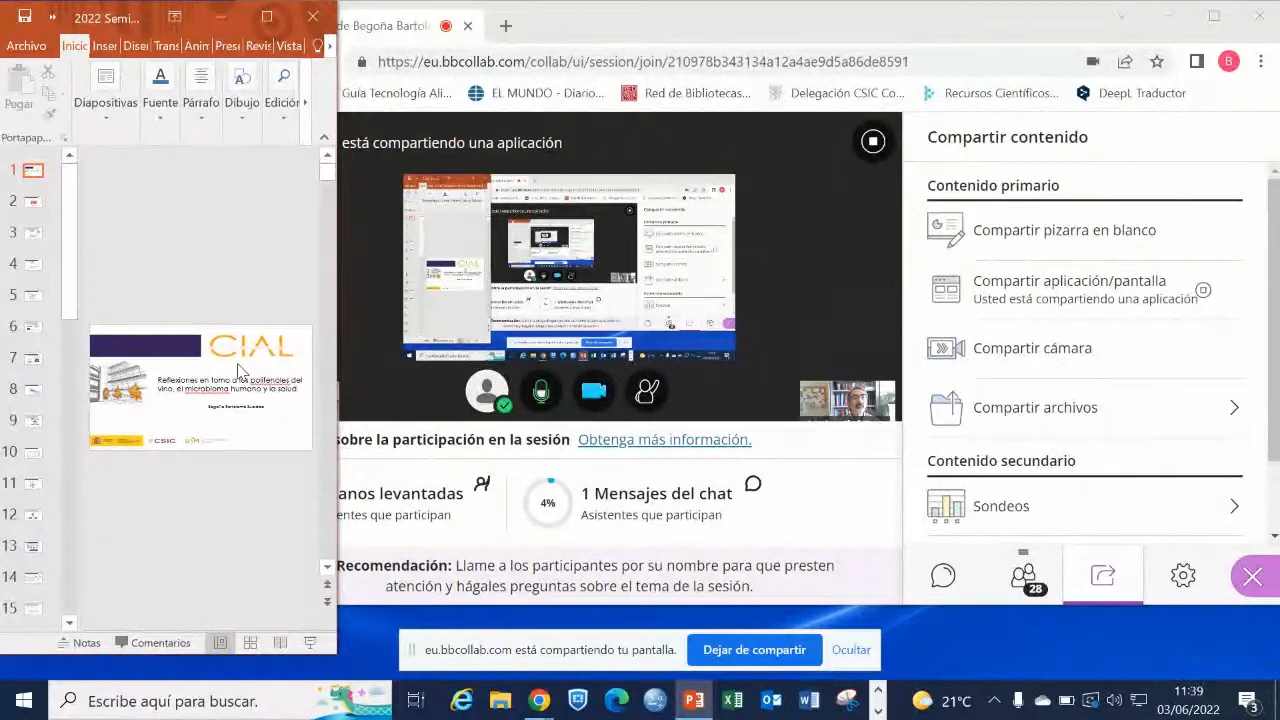 2022 Semi...
Archivo
Inicic
Inser
Diseí
Trans
Anim
Prese
Revis
Vista
Pegar
Diapositivas
Fuente
Párrafo
Dibujo
Edición
Portapap...
1
2
3
4
5
7
9
10
11
12
13
14
15
CIAL
Reflexiones en torno a los polifenoles del
vino, el microbioma humano y la salud
CSIC
Notas
Comentarios
de Begoña Bartol
https://eu.bbcollab.com/collab/ui/session/join/210978b343134a12a4ae9d5a86de8591
B
Guía Tecnología Ali...
EL MUNDO - Diario...
Red de Bibliotecas...
Delegación CSIC Co...
Recursos Científicos...
DeepL Traductor
está compartiendo una aplicación
sobre la participación en la sesión Obtenga más información.
anos levantadas
entes que participan
4%
1 Mensajes del chat
Asistentes que participan
Recomendación: Llame a los participantes por su nombre para que presten
atención y hágales preguntas sobre el tema de la sesión.
Compartir contenido
Contenido primario
Compartir pizarra en blanco
Compartir aplicación/pantalla
Usted está compartiendo una aplicación
Compartir cámara
Compartir archivos
Contenido secundario
Sondeos
28
eu.bbcollab.com está compartiendo tu pantalla.
Dejar de compartir
Ocultar
Escribe aquí para buscar.
21°C
11:39
03/06/2022
3